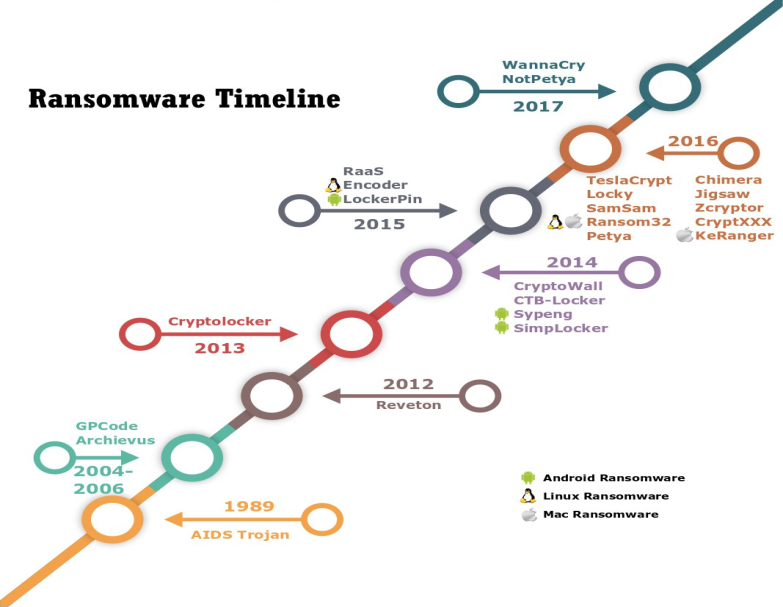 Ransomware Timeline
WannaCry
NotPetya
2017
2016
TeslaCrypt
Locky
SamSam
Ransom32
Petya
Chimera
Jigsaw
Zcryptor
CryptXXX
KeRanger
RaaS
Encoder
LockerPin
2015
2014
CryptoWall
CTB-Locker
Sypeng
SimpLocker
Cryptolocker
2013
2012
Reveton
GPCode
Archievus
2004-
2006
1989
AIDS Trojan
Android Ransomware
Linux Ransomware
Mac Ransomware